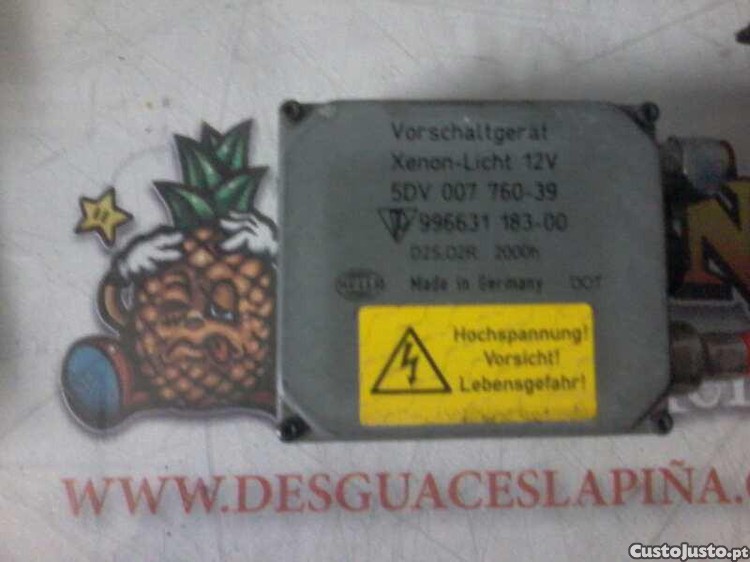 Vorschaltgerät
Xenon-Licht 12V
5DV 007 760-39
996631 183-00
D2S,D2R 2000h
HELLA Made in Germany DOT
Hochspannung!
Vorsicht!
Lebensgefahr!
WWW.DESGUACESLAPIÑA.
CustoJusto.pt